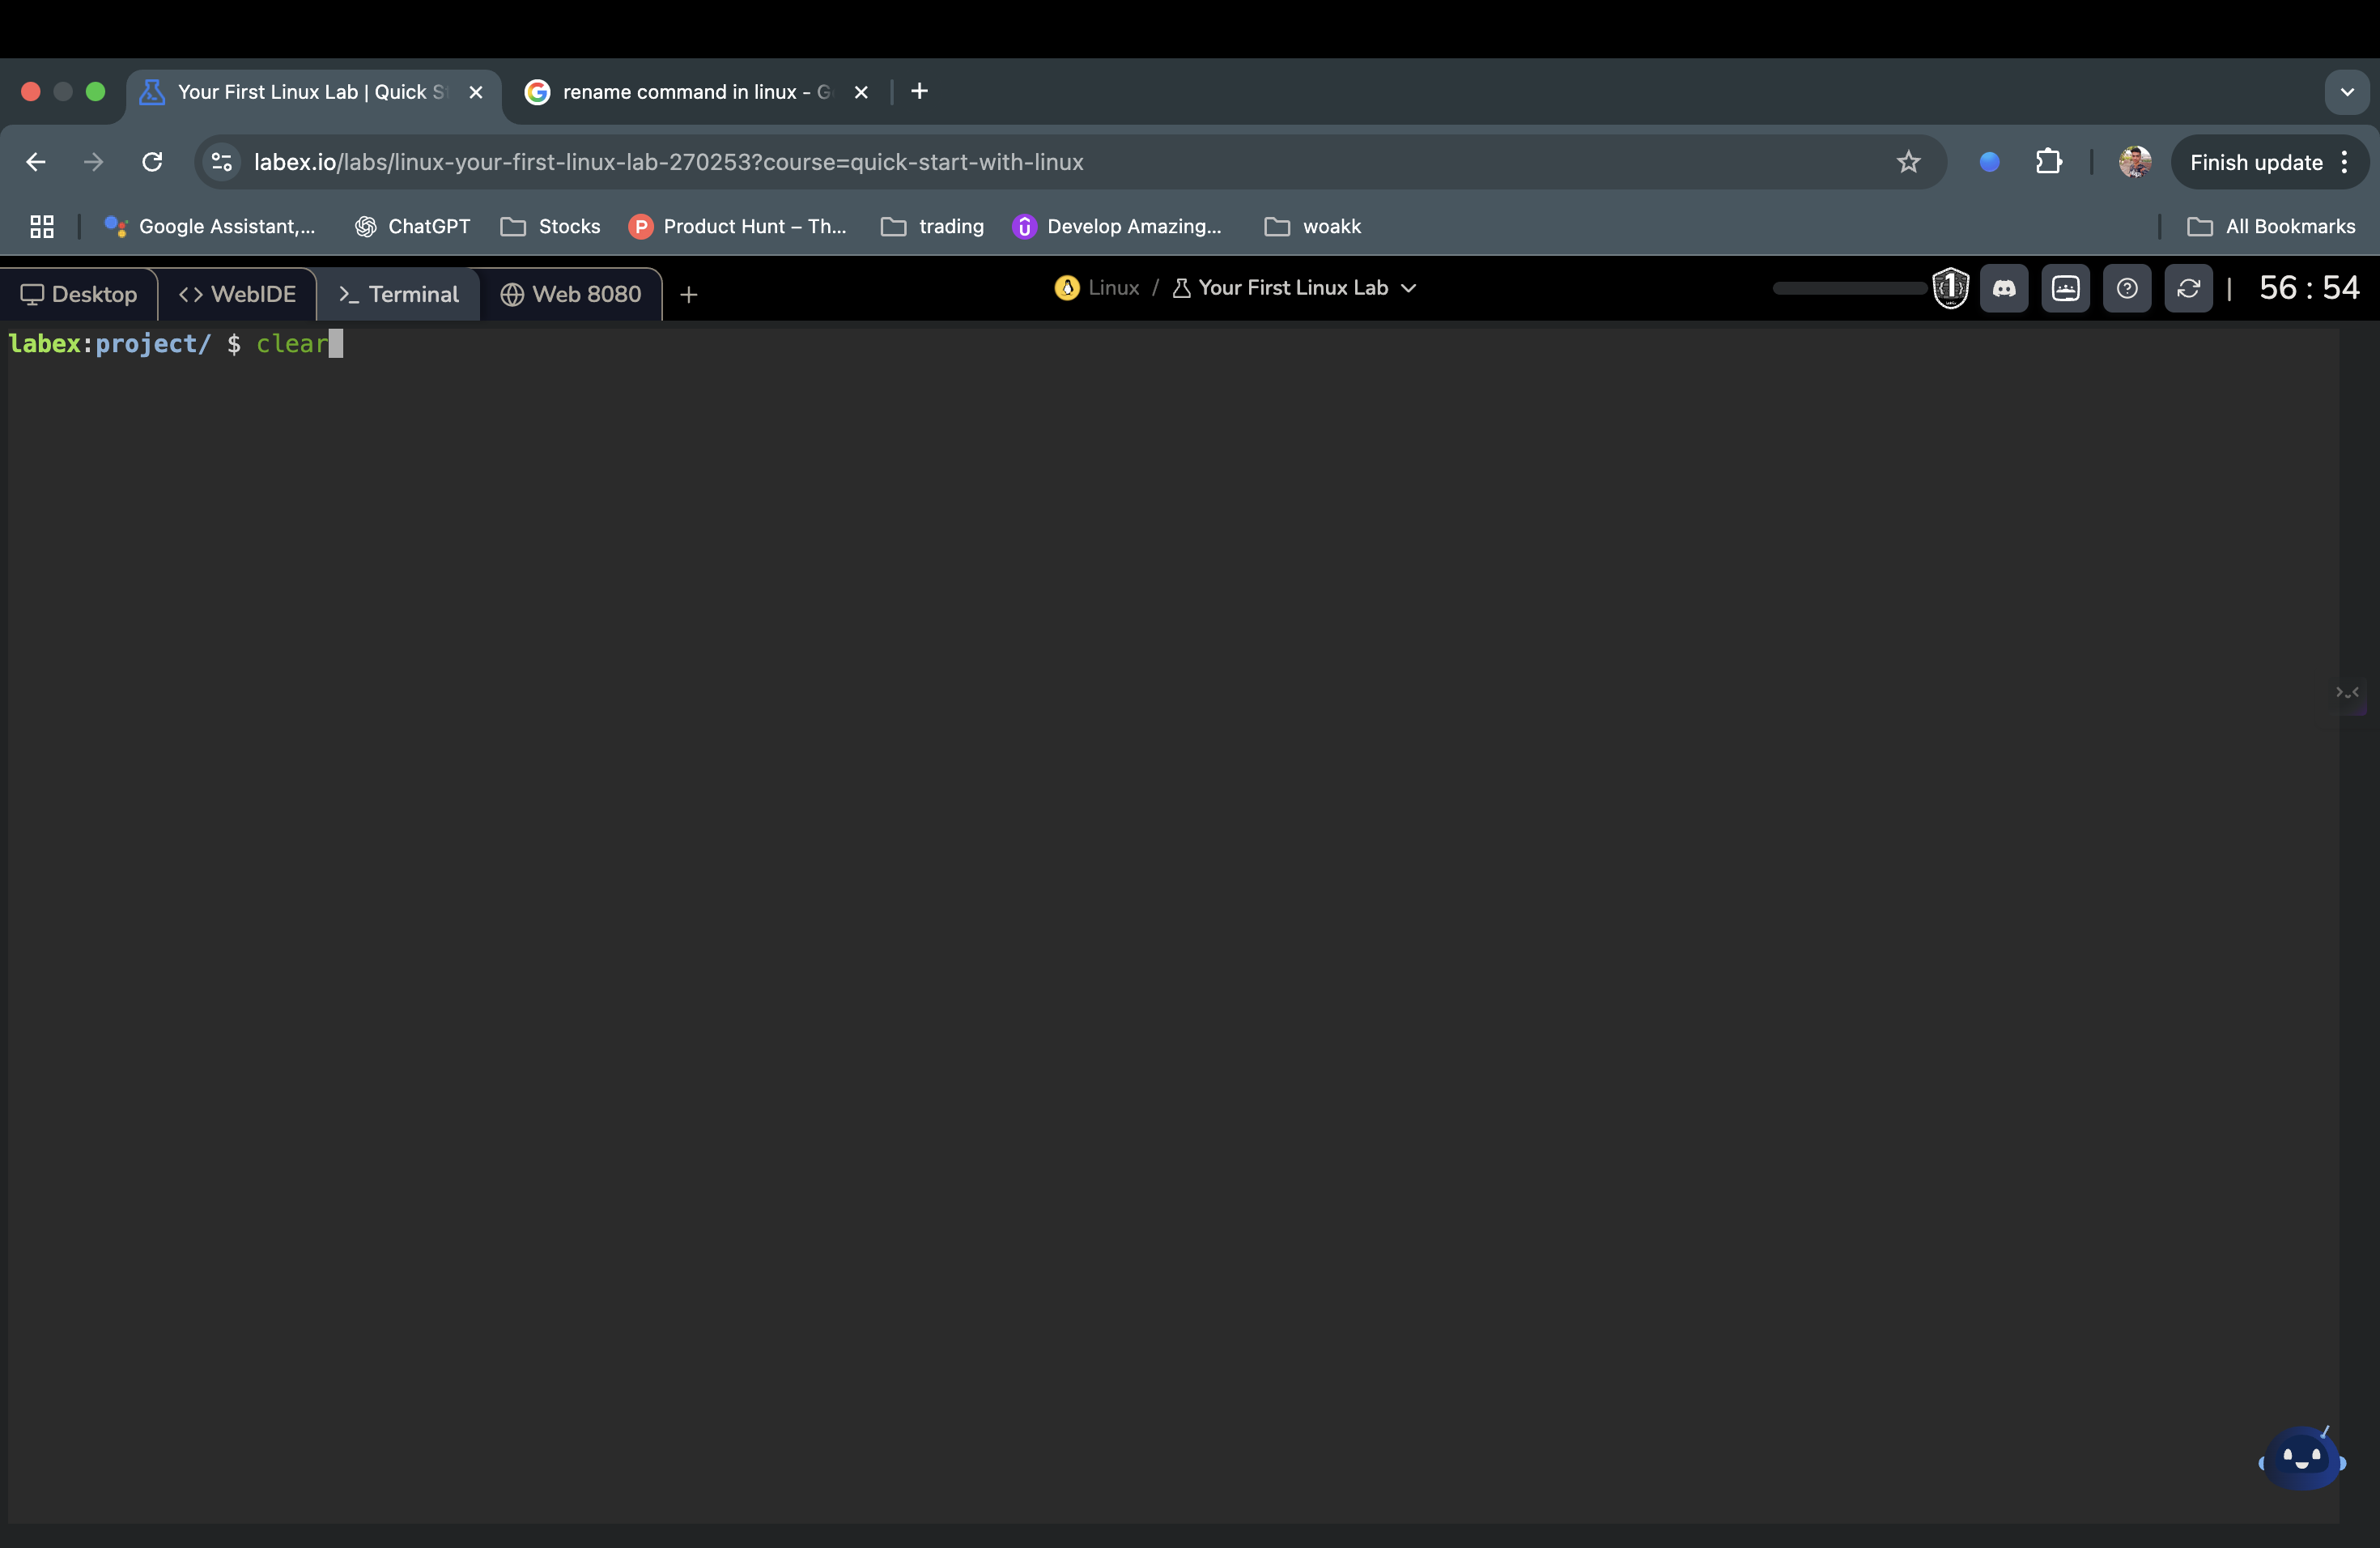 Your First Linux Lab | Quick S
rename command in linux - G
labex.io/labs/linux-your-first-linux-lab-270253?course=quick-start-with-linux
Finish update
Google Assistant,...
ChatGPT
Stocks
Product Hunt – Th...
trading
Develop Amazing...
woakk
All Bookmarks
Desktop
WebIDE
Terminal
Web 8080
Linux / Your First Linux Lab
1
56 : 54
labex:project/ $ clear